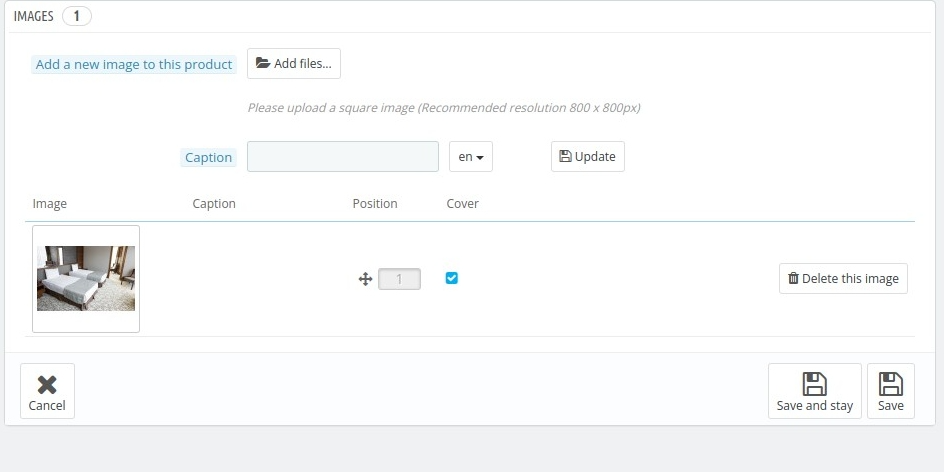 IMAGES 1
Add a new image to this product Add files...
Please upload a square image (Recommended resolution 800 x 800px)
Caption en Update
Image Caption Position Cover
1 Delete this image
Cancel Save and stay Save